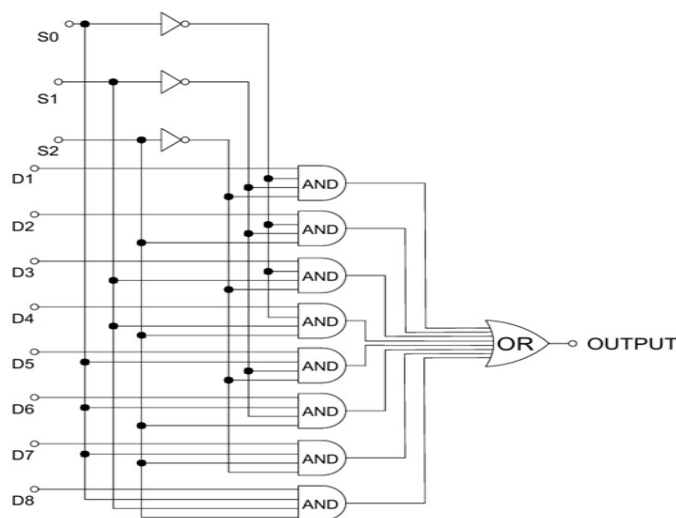 S0
S1
S2
D1
AND
D2
AND
D3
AND
D4
AND
OR
OUTPUT
D5
AND
D6
AND
D7
AND
D8
AND